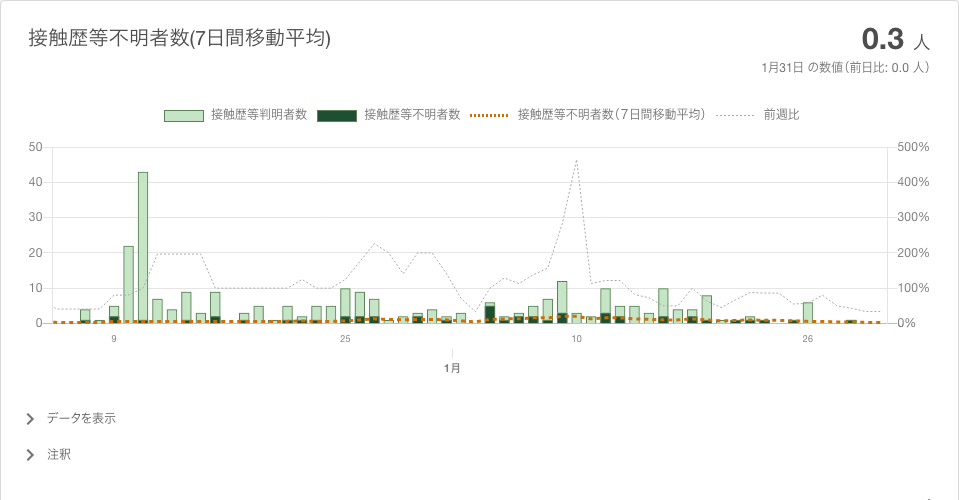 接触歴等不明者数(7日間移動平均)
0.3 人
1月31日 の数値（前日比: 0.0 人）
接触歴等判明者数 接触歴等不明者数 接触歴等不明者数（7日間移動平均） 前週比
50 500%
40 400%
30 300%
20 200%
10 100%
0 0%
9 25 10 26
1月
データを表示
注釈